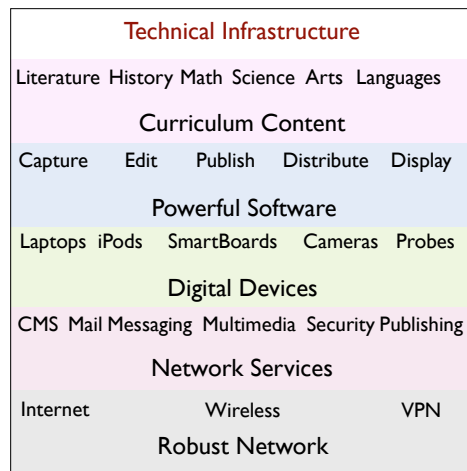 Technical Infrastructure
Literature History Math Science Arts Languages
Curriculum Content
Capture Edit Publish Distribute Display
Powerful Software
Laptops iPods SmartBoards Cameras Probes
Digital Devices
CMS Mail Messaging Multimedia Security Publishing
Network Services
Internet Wireless VPN
Robust Network